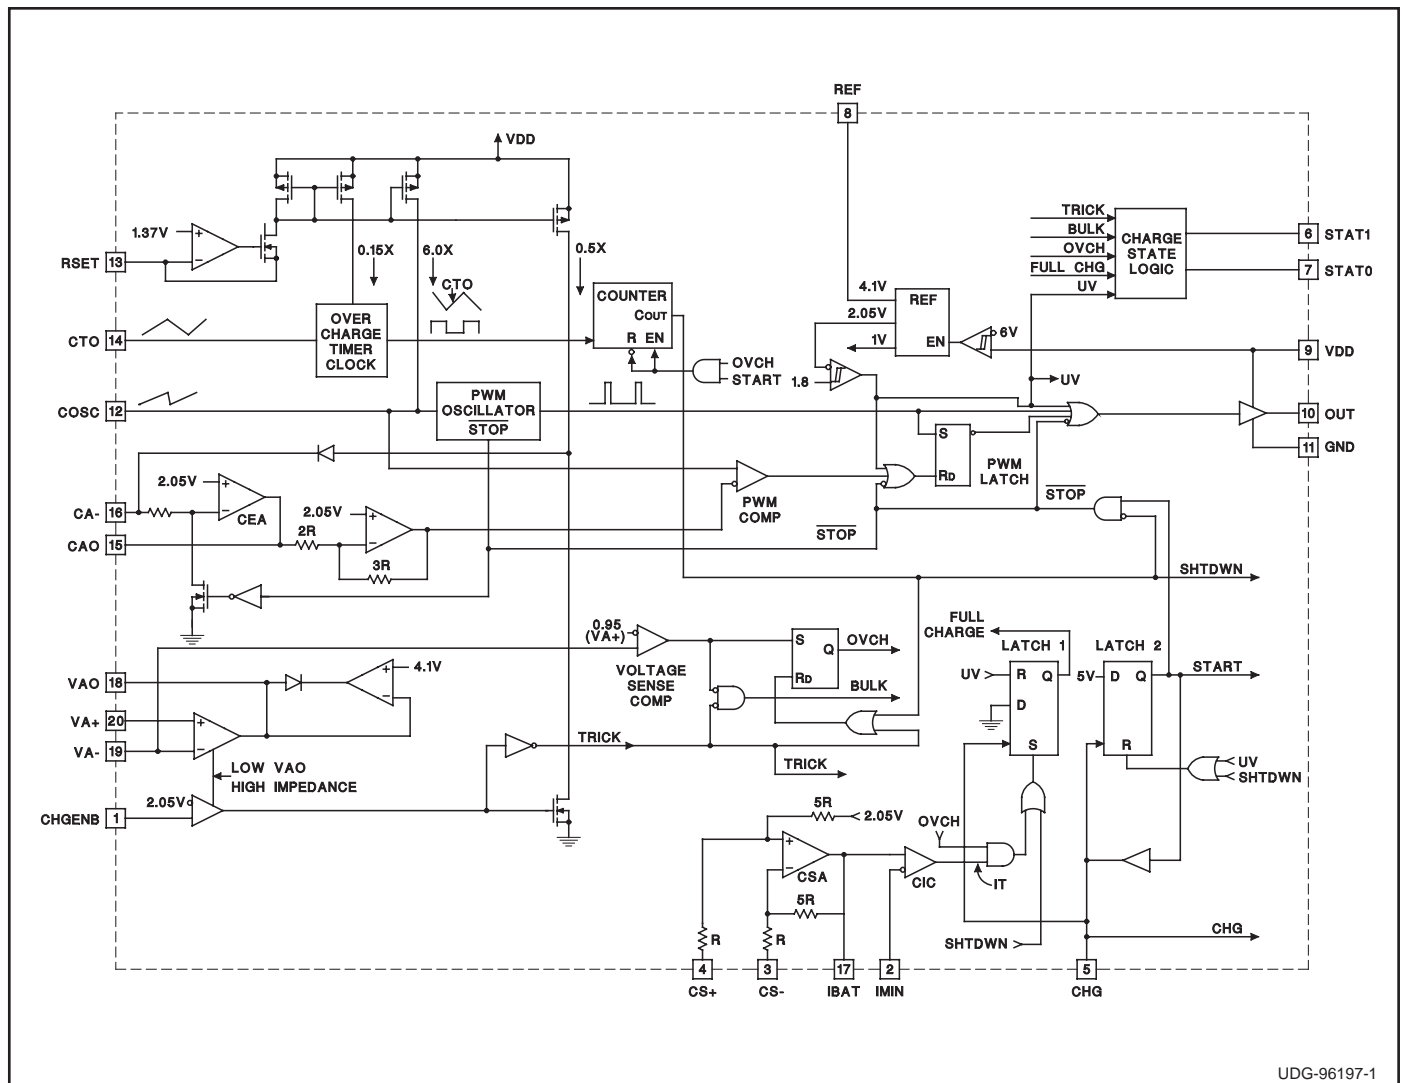 REF
8
VDD
1.37V
RSET 13
0.15X 6.0X 0.5X
CTO
CTO 14
OVER
CHARGE
TIMER
CLOCK
COUNTER
COUT
R EN
OVCH
START
4.1V
2.05V
1V
REF
EN
6V
1.8
TRICK
BULK
OVCH
FULL CHG
UV
CHARGE
STATE
LOGIC
6 STAT1
7 STAT0
9 VDD
UV
10 OUT
11 GND
COSC 12
PWM
OSCILLATOR
STOP
S
RD
PWM
LATCH
2.05V
CA- 16
CEA
CAO 15
2R
2.05V
3R
PWM
COMP
STOP
STOP
SHTDWN
0.95
(VA+)
VOLTAGE
SENSE
COMP
S
Q
RD
OVCH
BULK
FULL
CHARGE
LATCH 1
UV
R Q
D
S
LATCH 2
5V
D Q
R
START
UV
SHTDWN
VAO 18
4.1V
VA+ 20
VA- 19
LOW VAO
HIGH IMPEDANCE
TRICK
TRICK
2.05V
CHGENB 1
5R
2.05V
CSA
5R
R
R
OVCH
CIC
IT
SHTDWN
CHG
4
CS+
3
CS-
17
IBAT
2
IMIN
5
CHG
+
-
+
-
+
-
+
-
+
-
+
-
UDG-96197-1